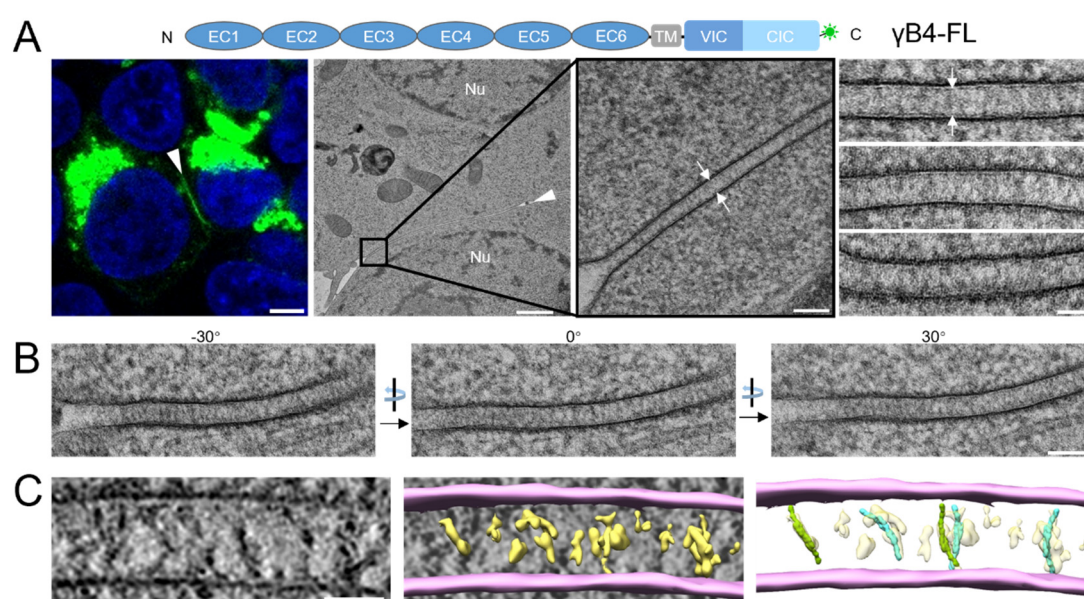 A
N EC1 EC2 EC3 EC4 EC5 EC6 TM VIC CIC C γB4-FL
Nu
Nu
B
-30° 0° 30°
C